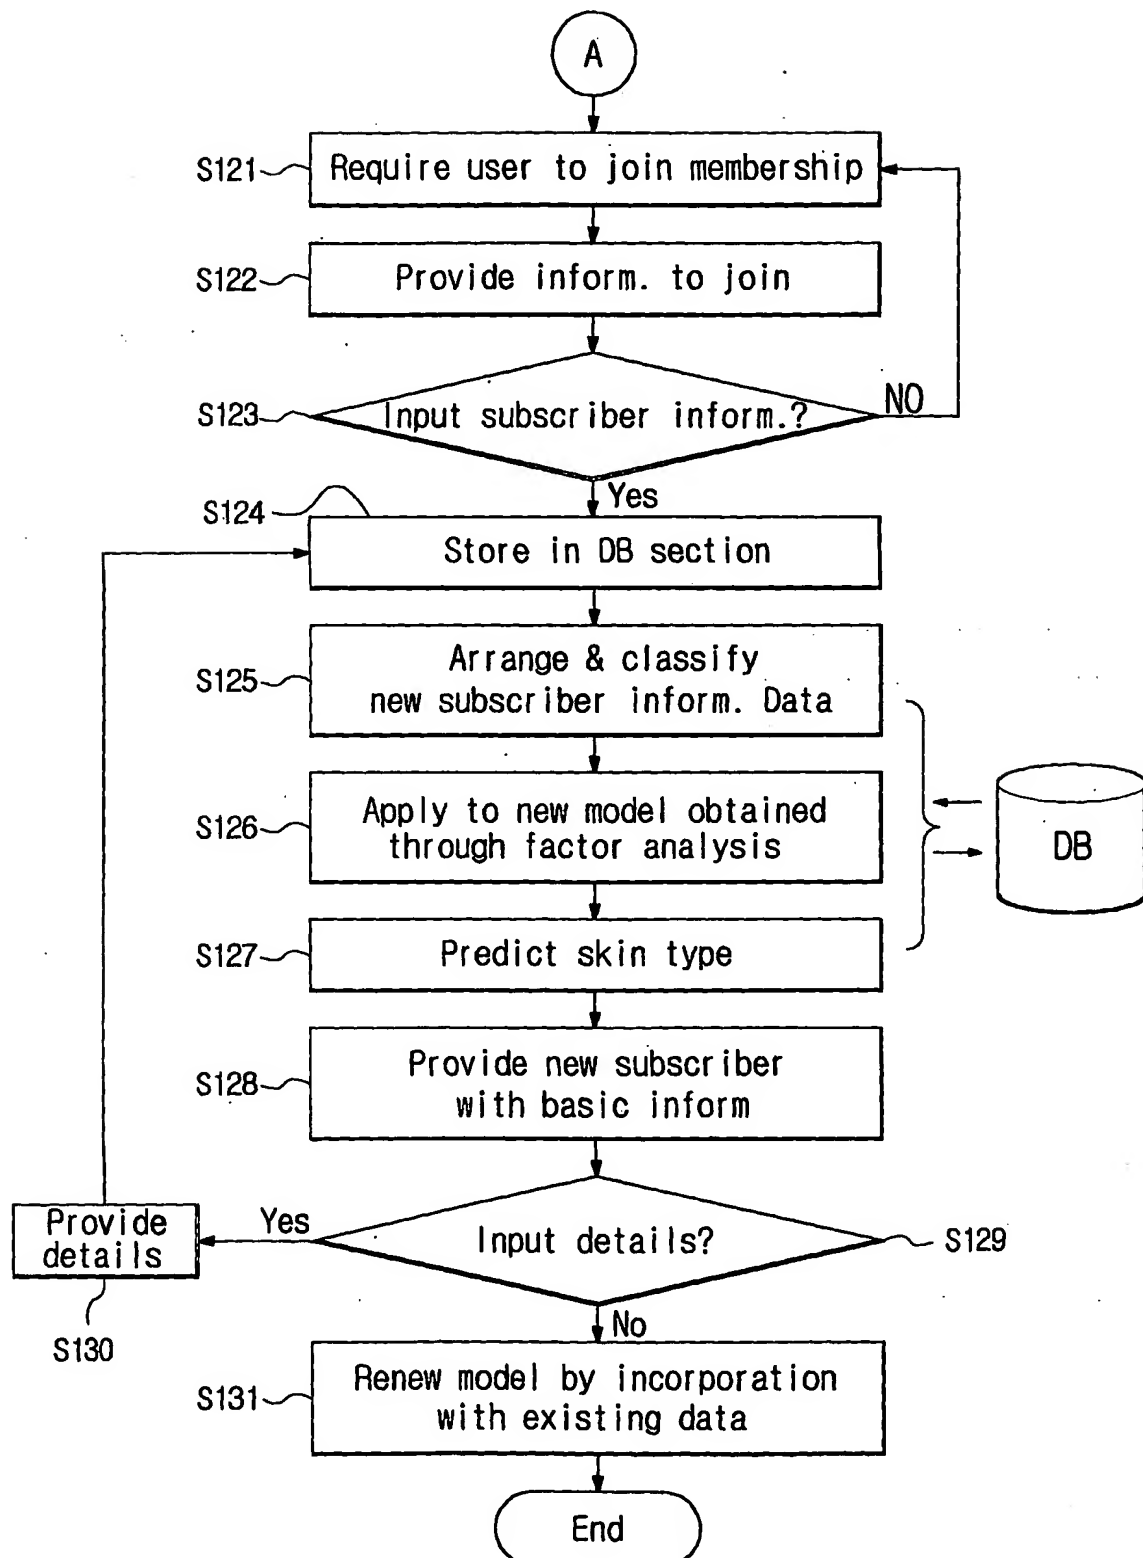 A
S121
Require user to join membership
S122
Provide inform. to join
S123
Input subscriber inform.?
NO
Yes
S124
Store in DB section
S125
Arrange & classify
new subscriber inform. Data
S126
Apply to new model obtained
through factor analysis
DB
S127
Predict skin type
S128
Provide new subscriber
with basic inform
Provide
details
Yes
Input details?
S129
S130
No
S131
Renew model by incorporation
with existing data
End